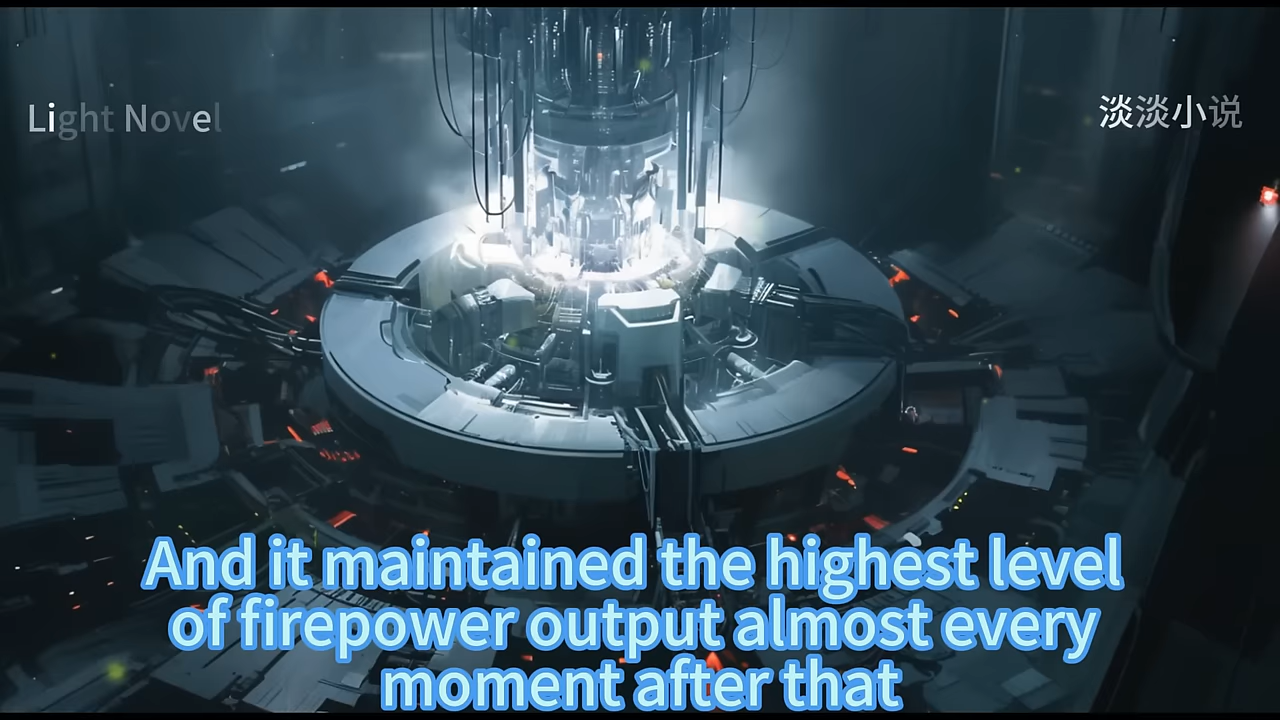 Light Novel
淡淡小说
And it maintained the highest level
of firepower output almost every
moment after that